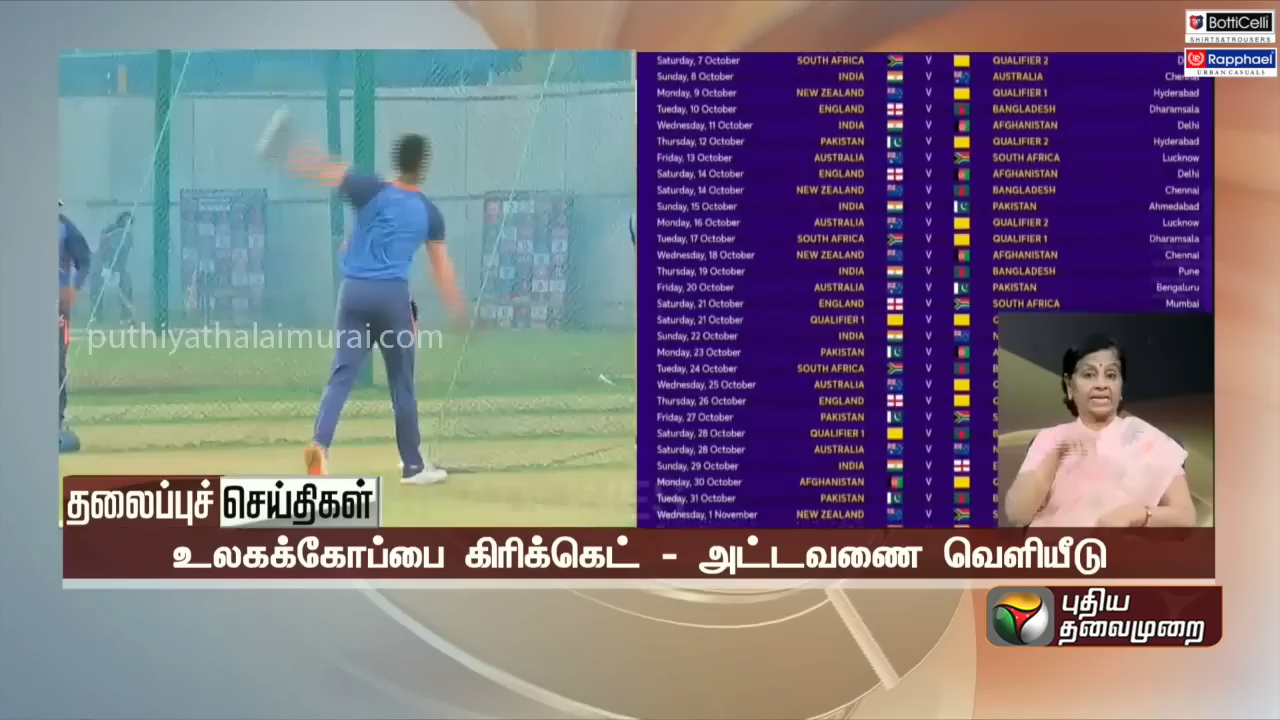 BOTTICELLI
SHIRTS&TROUSERS
Rapphael
URBAN CASUALS
Saturday, 7 October SOUTH AFRICA V QUALIFIER 2
Sunday, 8 October INDIA V AUSTRALIA Chennai
Monday, 9 October NEW ZEALAND V QUALIFIER 1 Hyderabad
Tueday, 10 October ENGLAND V BANGLADESH Dharamsala
Wednesday, 11 October INDIA V AFGHANISTAN Delhi
Thursday, 12 October PAKISTAN V QUALIFIER 2 Hyderabad
Friday, 13 October AUSTRALIA V SOUTH AFRICA Lucknow
Saturday, 14 October ENGLAND V AFGHANISTAN Delhi
Saturday, 14 October NEW ZEALAND V BANGLADESH Chennai
Sunday, 15 October INDIA V PAKISTAN Ahmedabad
Monday, 16 October AUSTRALIA V QUALIFIER 2 Lucknow
Tueday, 17 October SOUTH AFRICA V QUALIFIER 1 Dharamsala
Wednesday, 18 October NEW ZEALAND V AFGHANISTAN Chennai
Thursday, 19 October INDIA V BANGLADESH Pune
Friday, 20 October AUSTRALIA V PAKISTAN Bengaluru
Saturday, 21 October ENGLAND V SOUTH AFRICA Mumbai
Saturday, 21 October QUALIFIER 1 V
Sunday, 22 October INDIA V
Monday, 23 October PAKISTAN V
Tueday, 24 October SOUTH AFRICA V
Wednesday, 25 October AUSTRALIA V
Thursday, 26 October ENGLAND V
Friday, 27 October PAKISTAN V
Saturday, 28 October QUALIFIER 1 V
Saturday, 28 October AUSTRALIA V
Sunday, 29 October INDIA V
Monday, 30 October AFGHANISTAN V
Tueday, 31 October PAKISTAN V
Wednesday, 1 November NEW ZEALAND V
puthiyathalaimurai.com
தலைப்புச் செய்திகள்
உலகக்கோப்பை கிரிக்கெட் - அட்டவணை வெளியீடு
புதிய
தலைமுறை